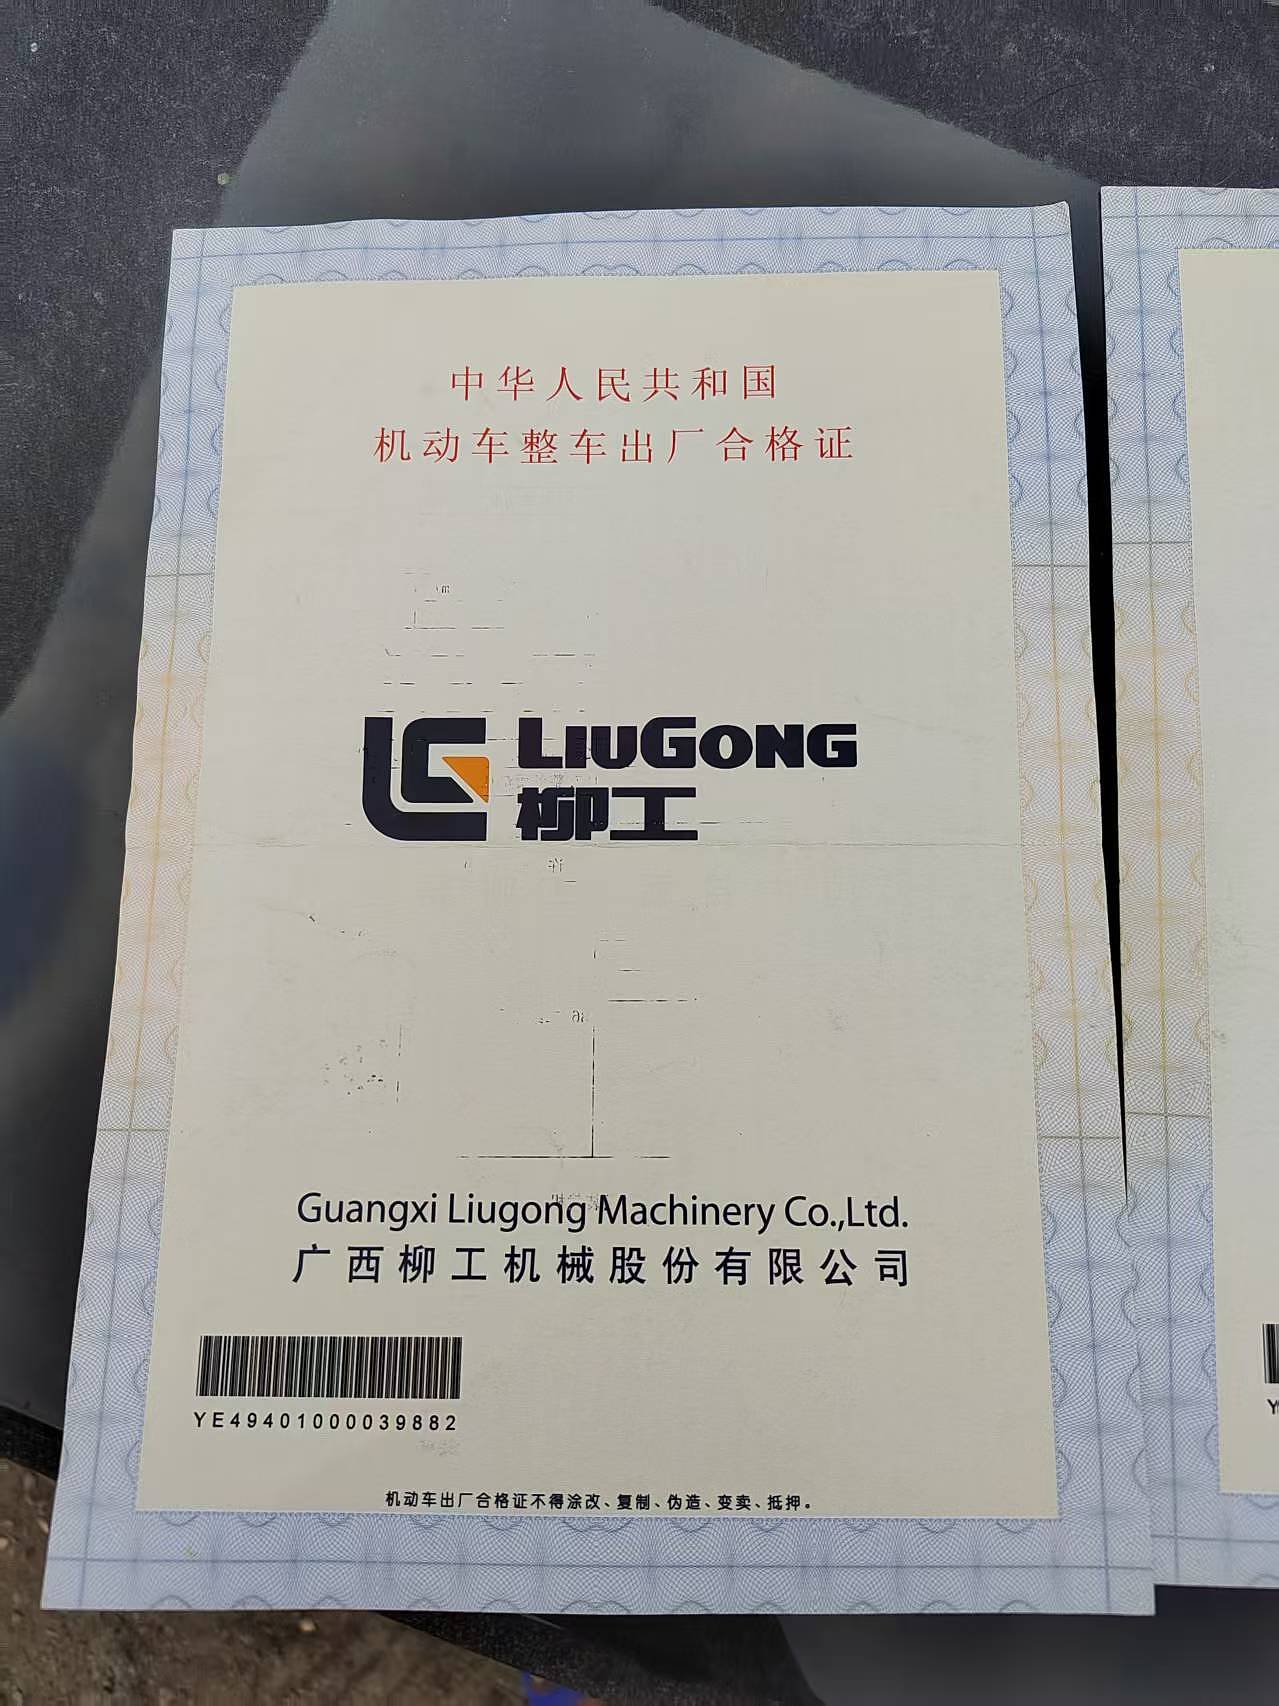 中华人民共和国
机动车整车出厂合格证
LIUGONG
柳工
Guangxi Liugong Machinery Co.,Ltd.
广西柳工机械股份有限公司
YE49401000039882
机动车出厂合格证不得涂改、复制、伪造、变卖、抵押。